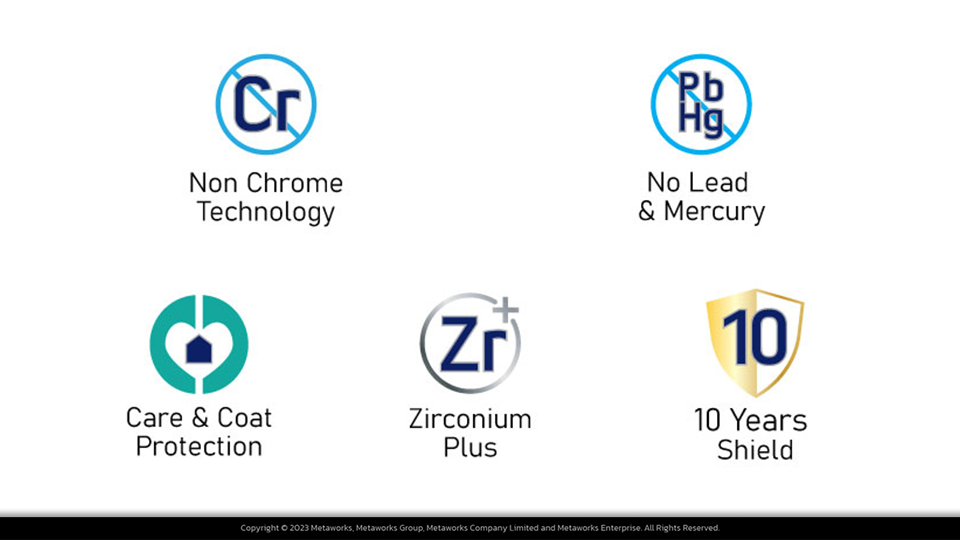 Cr
Pb
Hg
Non Chrome
Technology
No Lead
& Mercury
Zr+
10
Care & Coat
Protection
Zirconium
Plus
10 Years
Shield
Copyright © 2023 Metaworks, Metaworks Group, Metaworks Company Limited and Metaworks Enterprise. All Rights Reserved.